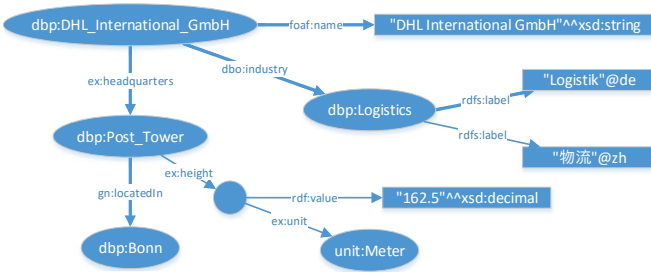 dbp:DHL_International_GmbH
foaf:name
"DHL International GmbH"^^xsd:string
dbo:industry
ex:headquarters
"Logistik"@de
rdfs:label
dbp:Logistics
rdfs:label
dbp:Post_Tower
"物流"@zh
ex:height
gn:locatedIn
rdf:value
"162.5"^^xsd:decimal
ex:unit
dbp:Bonn
unit:Meter